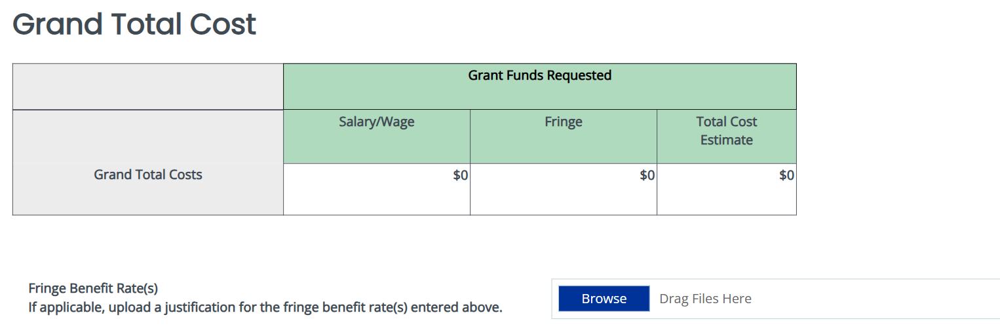 Grand Total Cost
Grant Funds Requested
Salary/Wage Fringe Total Cost
Estimate
Grand Total Costs $0 $0 $0
Fringe Benefit Rate(s)
If applicable, upload a justification for the fringe benefit rate(s) entered above.
Browse Drag Files Here